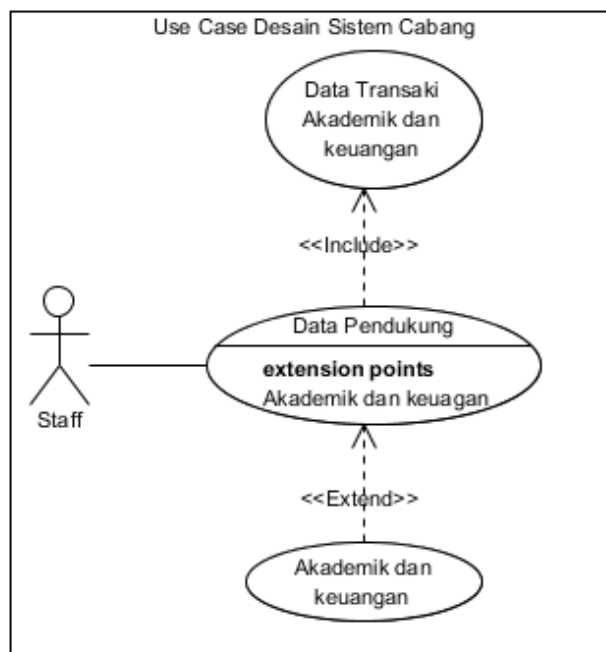 Use Case Desain Sistem Cabang
Data Transaki
Akademik dan
keuangan
<<Include>>
Data Pendukung
extension points
Akademik dan keuagan
Staff
<<Extend>>
Akademik dan
keuangan